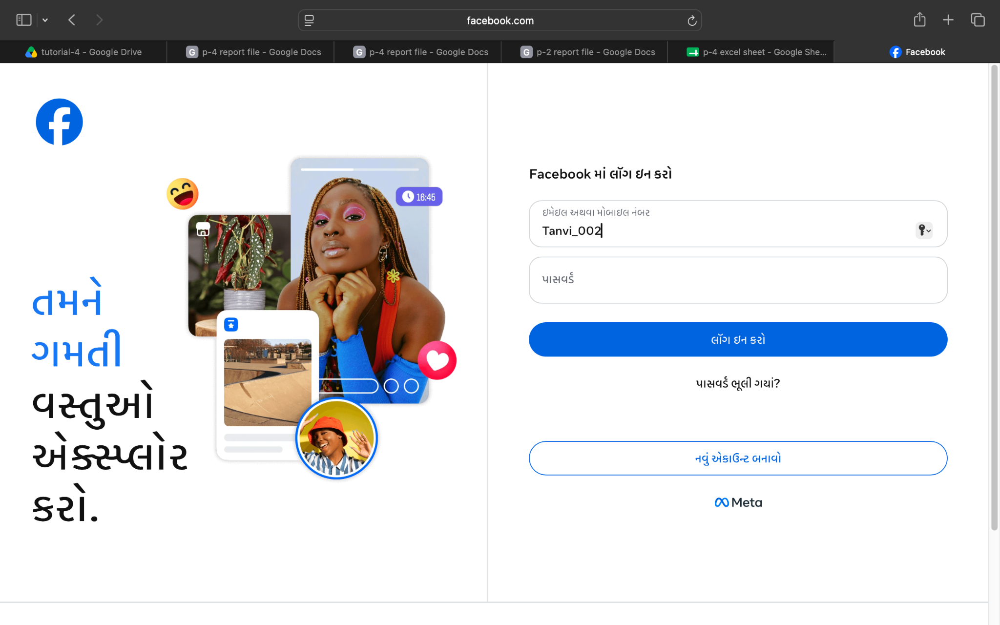 facebook.com
tutorial-4 - Google Drive
G p-4 report file - Google Docs
G p-4 report file - Google Docs
G p-2 report file - Google Docs
p-4 excel sheet - Google She...
Facebook
16:45
તમને
ગમતી
વસ્તુઓ
એક્સ્પ્લોર
કરો.
Facebook માં લૉગ ઇન કરો
ઇમેઇલ અથવા મોબાઇલ નંબર
Tanvi_002
પાસવર્ડ
લૉગ ઇન કરો
પાસવર્ડ ભૂલી ગયાં?
નવું એકાઉન્ટ બનાવો
Meta